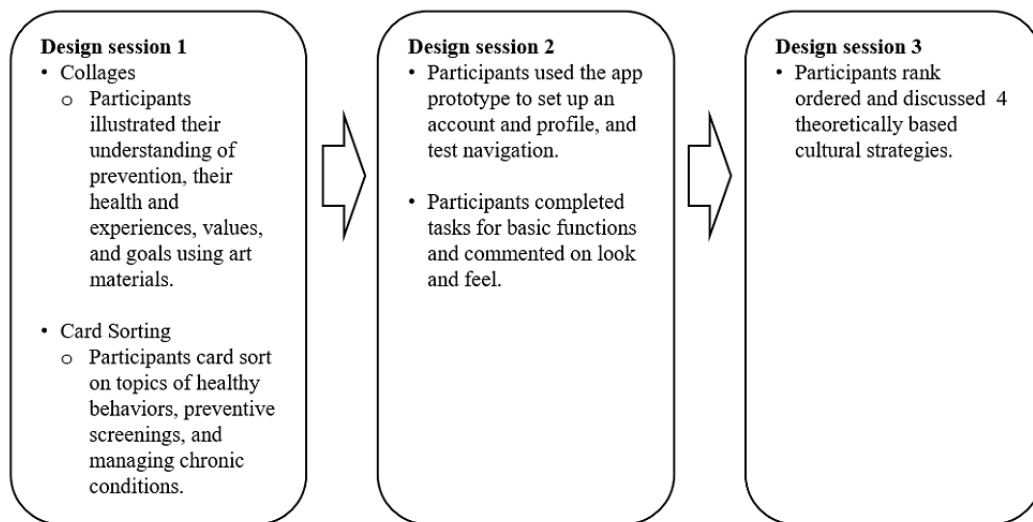 Design session 1
• Collages
o Participants
illustrated their
understanding of
prevention, their
health and
experiences, values,
and goals using art
materials.
• Card Sorting
o Participants card sort
on topics of healthy
behaviors, preventive
screenings, and
managing chronic
conditions.
Design session 2
• Participants used the app
prototype to set up an
account and profile, and
test navigation.
• Participants completed
tasks for basic functions
and commented on look
and feel.
Design session 3
• Participants rank
ordered and discussed 4
theoretically based
cultural strategies.